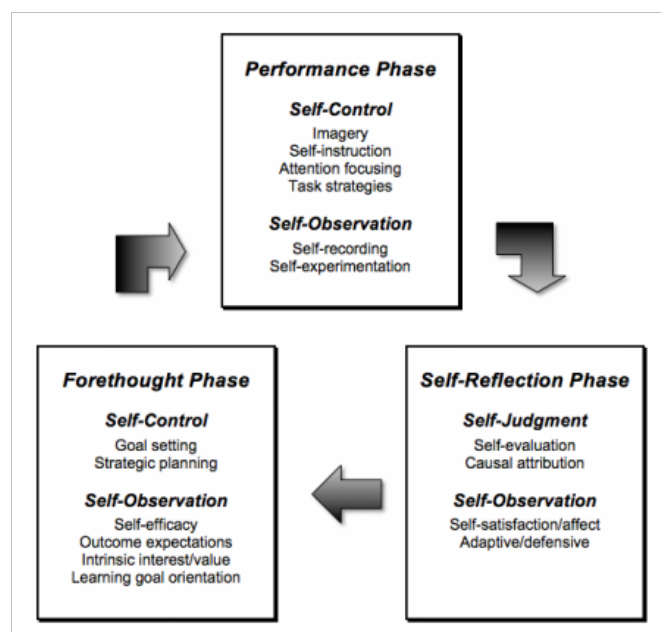 Performance Phase
Self-Control
Imagery
Self-instruction
Attention focusing
Task strategies
Self-Observation
Self-recording
Self-experimentation
Forethought Phase
Self-Control
Goal setting
Strategic planning
Self-Observation
Self-efficacy
Outcome expectations
Intrinsic interest/value
Learning goal orientation
Self-Reflection Phase
Self-Judgment
Self-evaluation
Causal attribution
Self-Observation
Self-satisfaction/affect
Adaptive/defensive